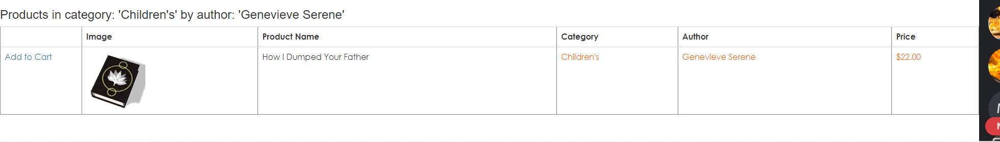 Products in category: 'Children's' by author: 'Genevieve Serene'
Image Product Name Category Author Price
Add to Cart How I Dumped Your Father Children's Genevieve Serene $22.00